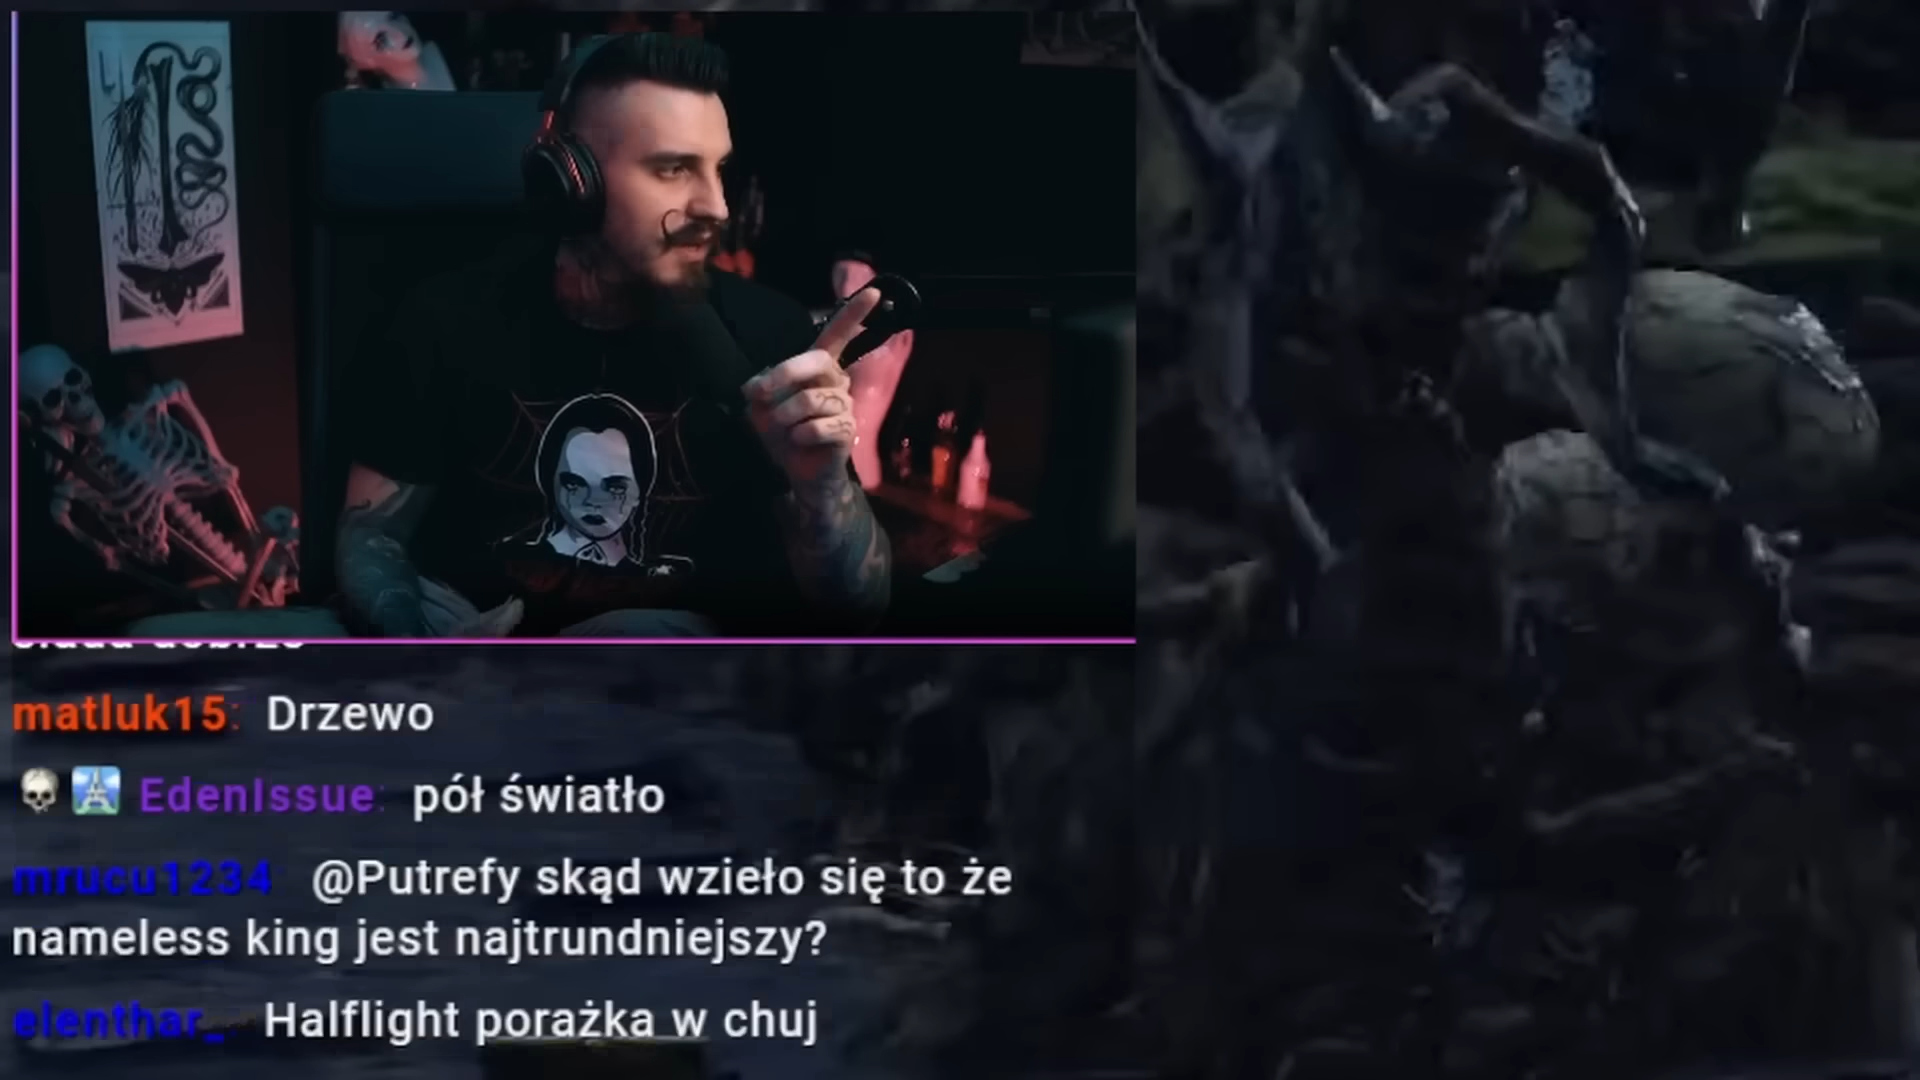 matluk15: Drzewo
EdenIssue: pół światło
mrucu1234 @Putrefy skąd wzieło się to że
nameless king jest najtrundniejszy?
elenthar_ Halflight porażka w chuj